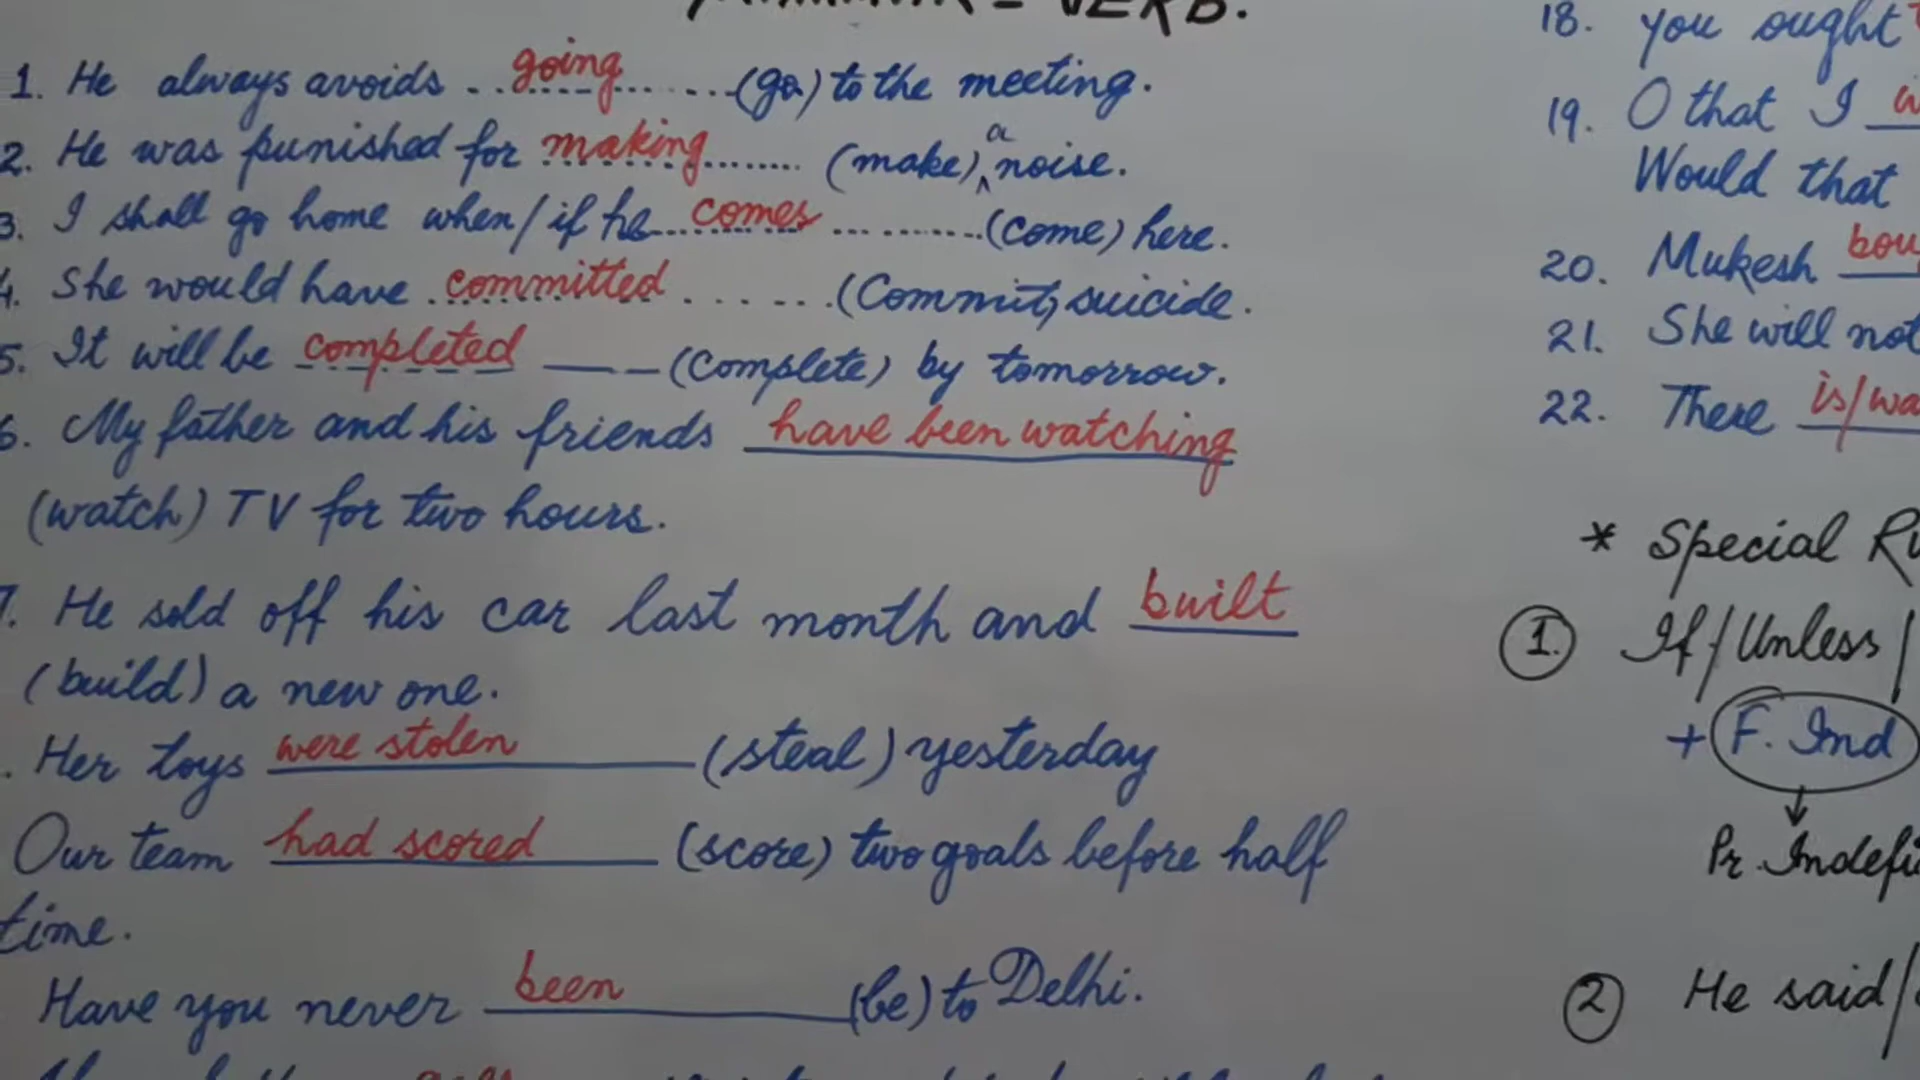 = VERB.
1. He always avoids ... going ... (go) to the meeting.
2. He was punished for making ... (make) a noise.
3. I shall go home when/if he ... comes ... (come) here.
4. She would have committed ... (Commit) suicide.
5. It will be completed ___ (Complete) by tomorrow.
6. My father and his friends have been watching
(watch) TV for two hours.
7. He sold off his car last month and built
(build) a new one.
. Her toys were stolen ___ (steal) yesterday
Our team had scored ___ (score) two goals before half
time.
Have you never ___ been ___ (be) to Delhi.
18. you ought
19. O that I
Would that
20. Mukesh
21. She will not
22. There is/
* Special
1. If/Unless/
+ F. Ind
↓
Pr.
2 He said/